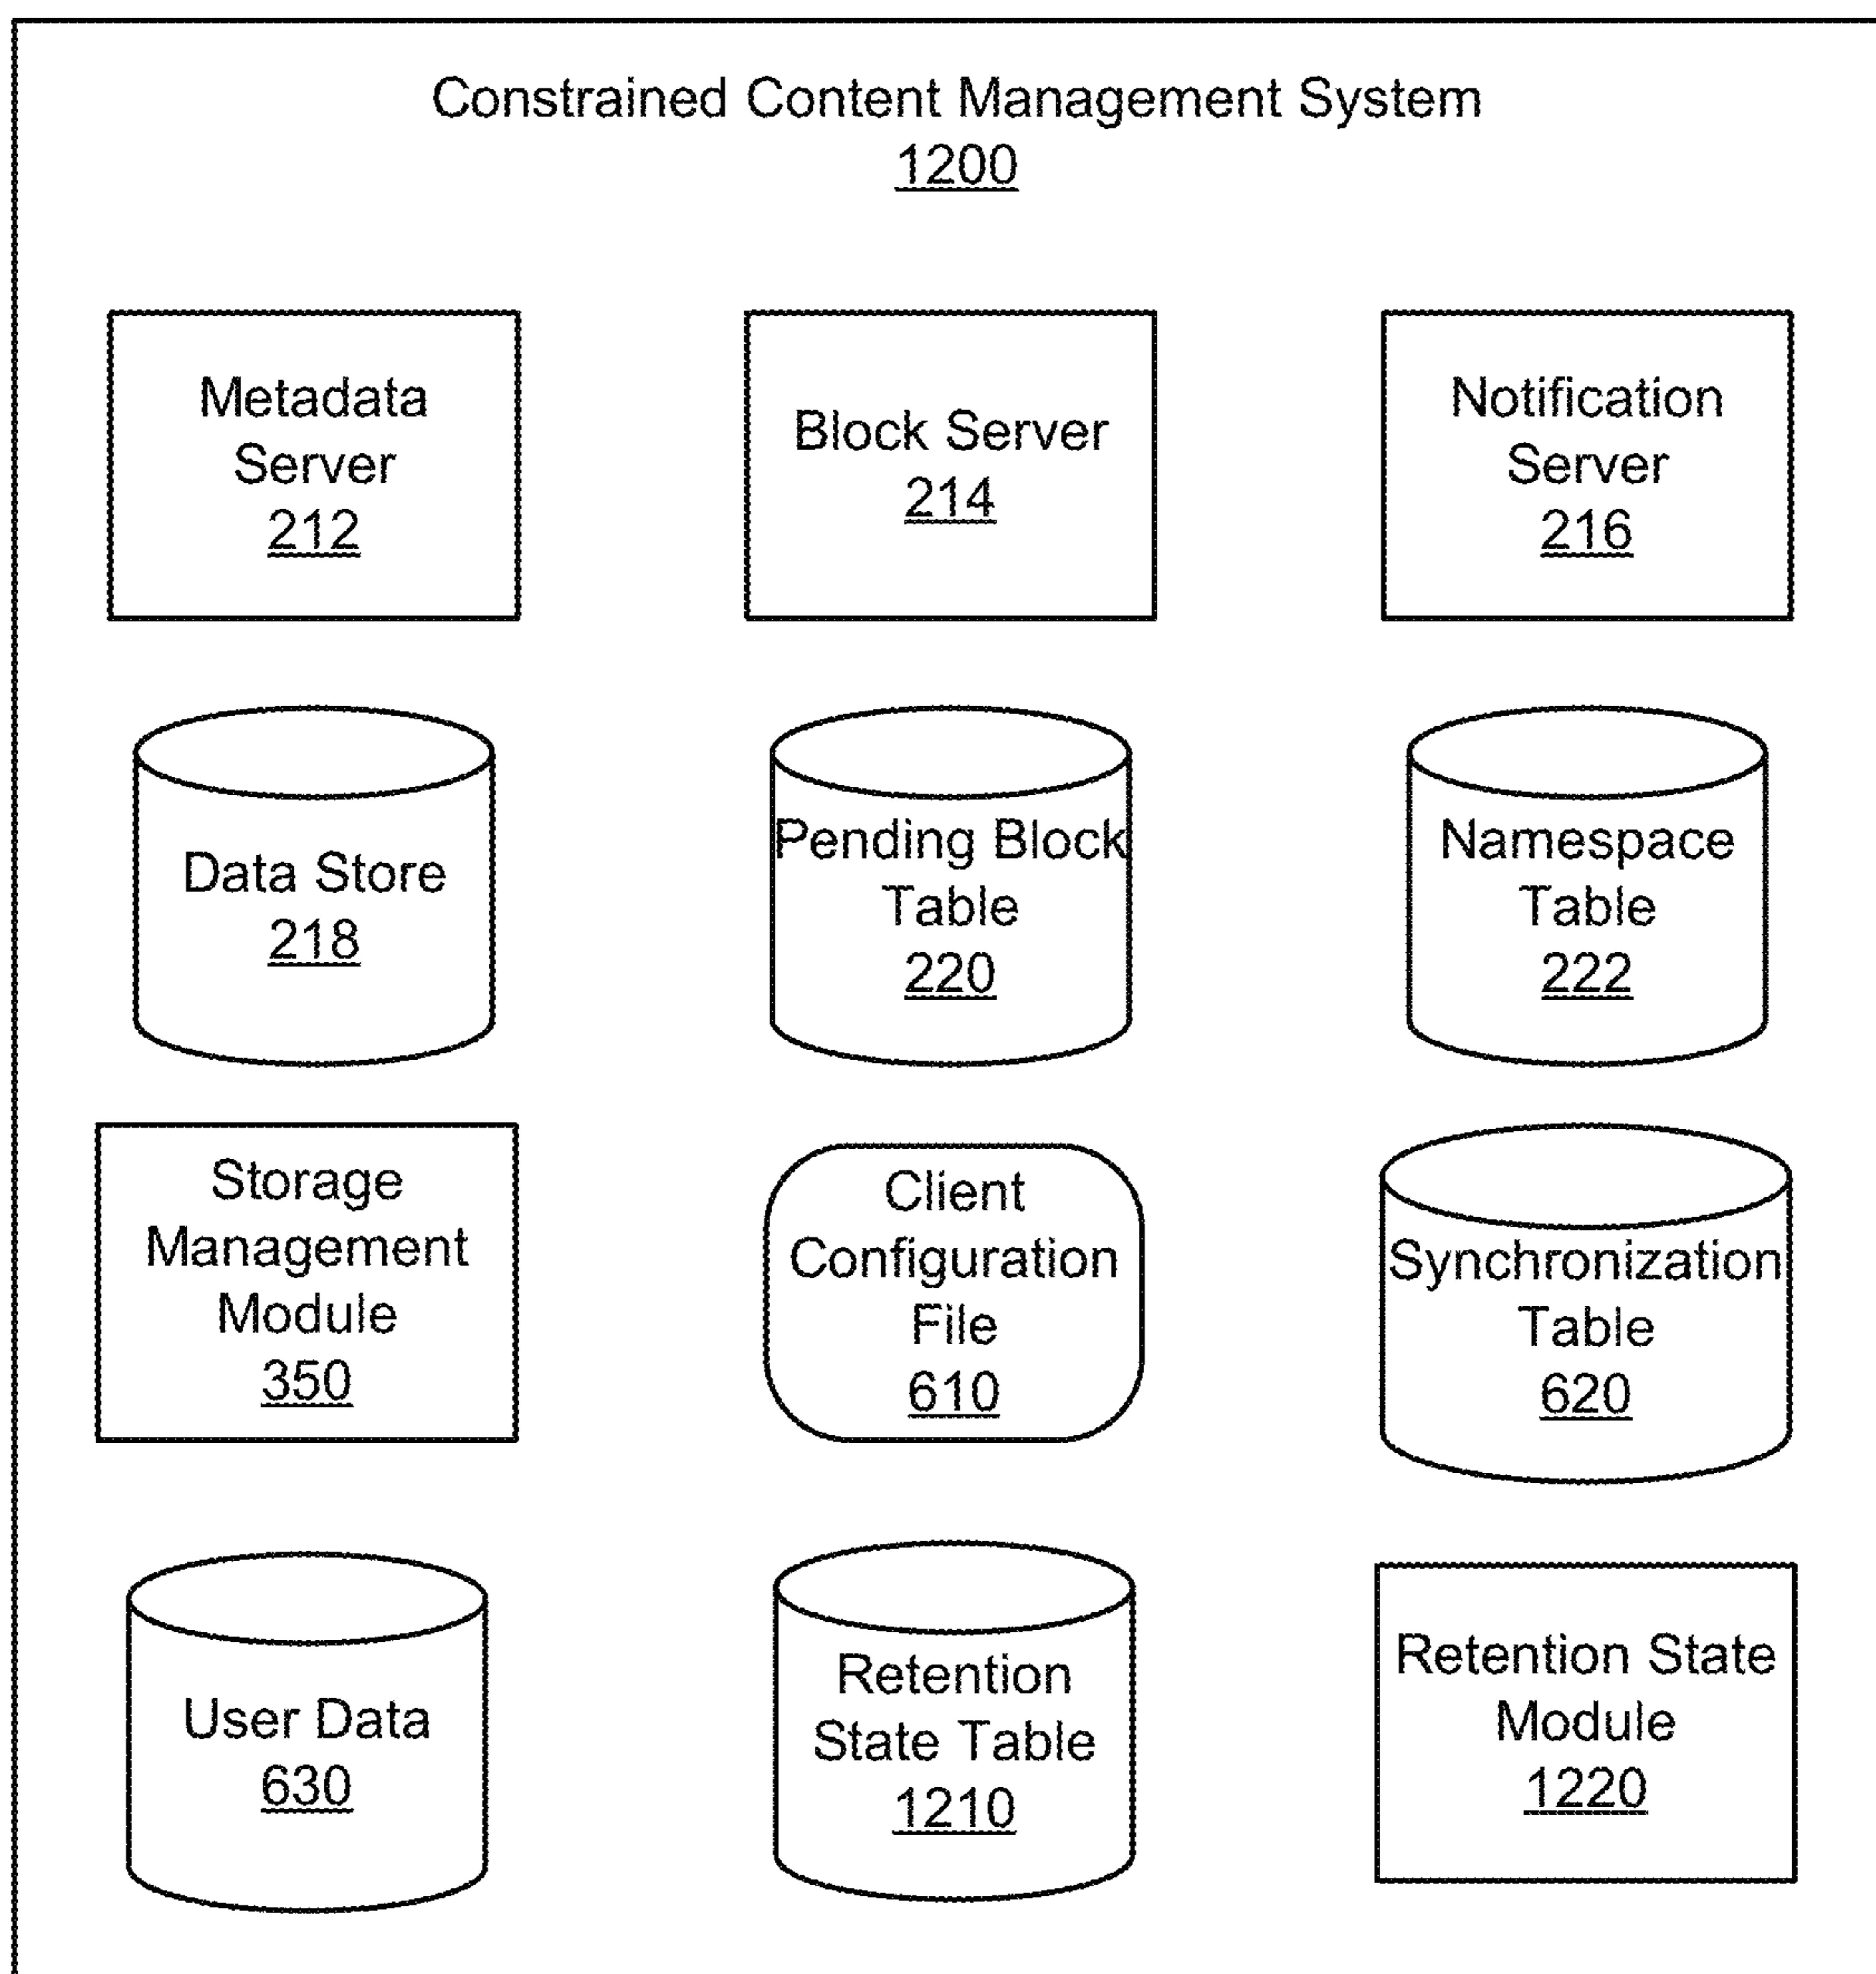 Constrained Content Management System
1200
Metadata
Server
212
Block Server
214
Notification
Server
216
Data Store
218
Pending Block
Table
220
Namespace
Table
222
Storage
Management
Module
350
Client
Configuration
File
610
Synchronization
Table
620
User Data
630
Retention
State Table
1210
Retention State
Module
1220